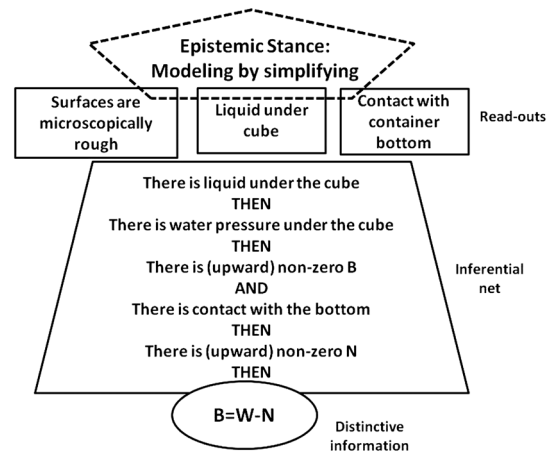 Epistemic Stance:
Modeling by simplifying
Surfaces are
microscopically
rough
Liquid under
cube
Contact with
container
bottom
Read-outs
There is liquid under the cube
THEN
There is water pressure under the cube
THEN
There is (upward) non-zero B
AND
There is contact with the bottom
THEN
There is (upward) non-zero N
THEN
Inferential
net
B=W-N
Distinctive
information